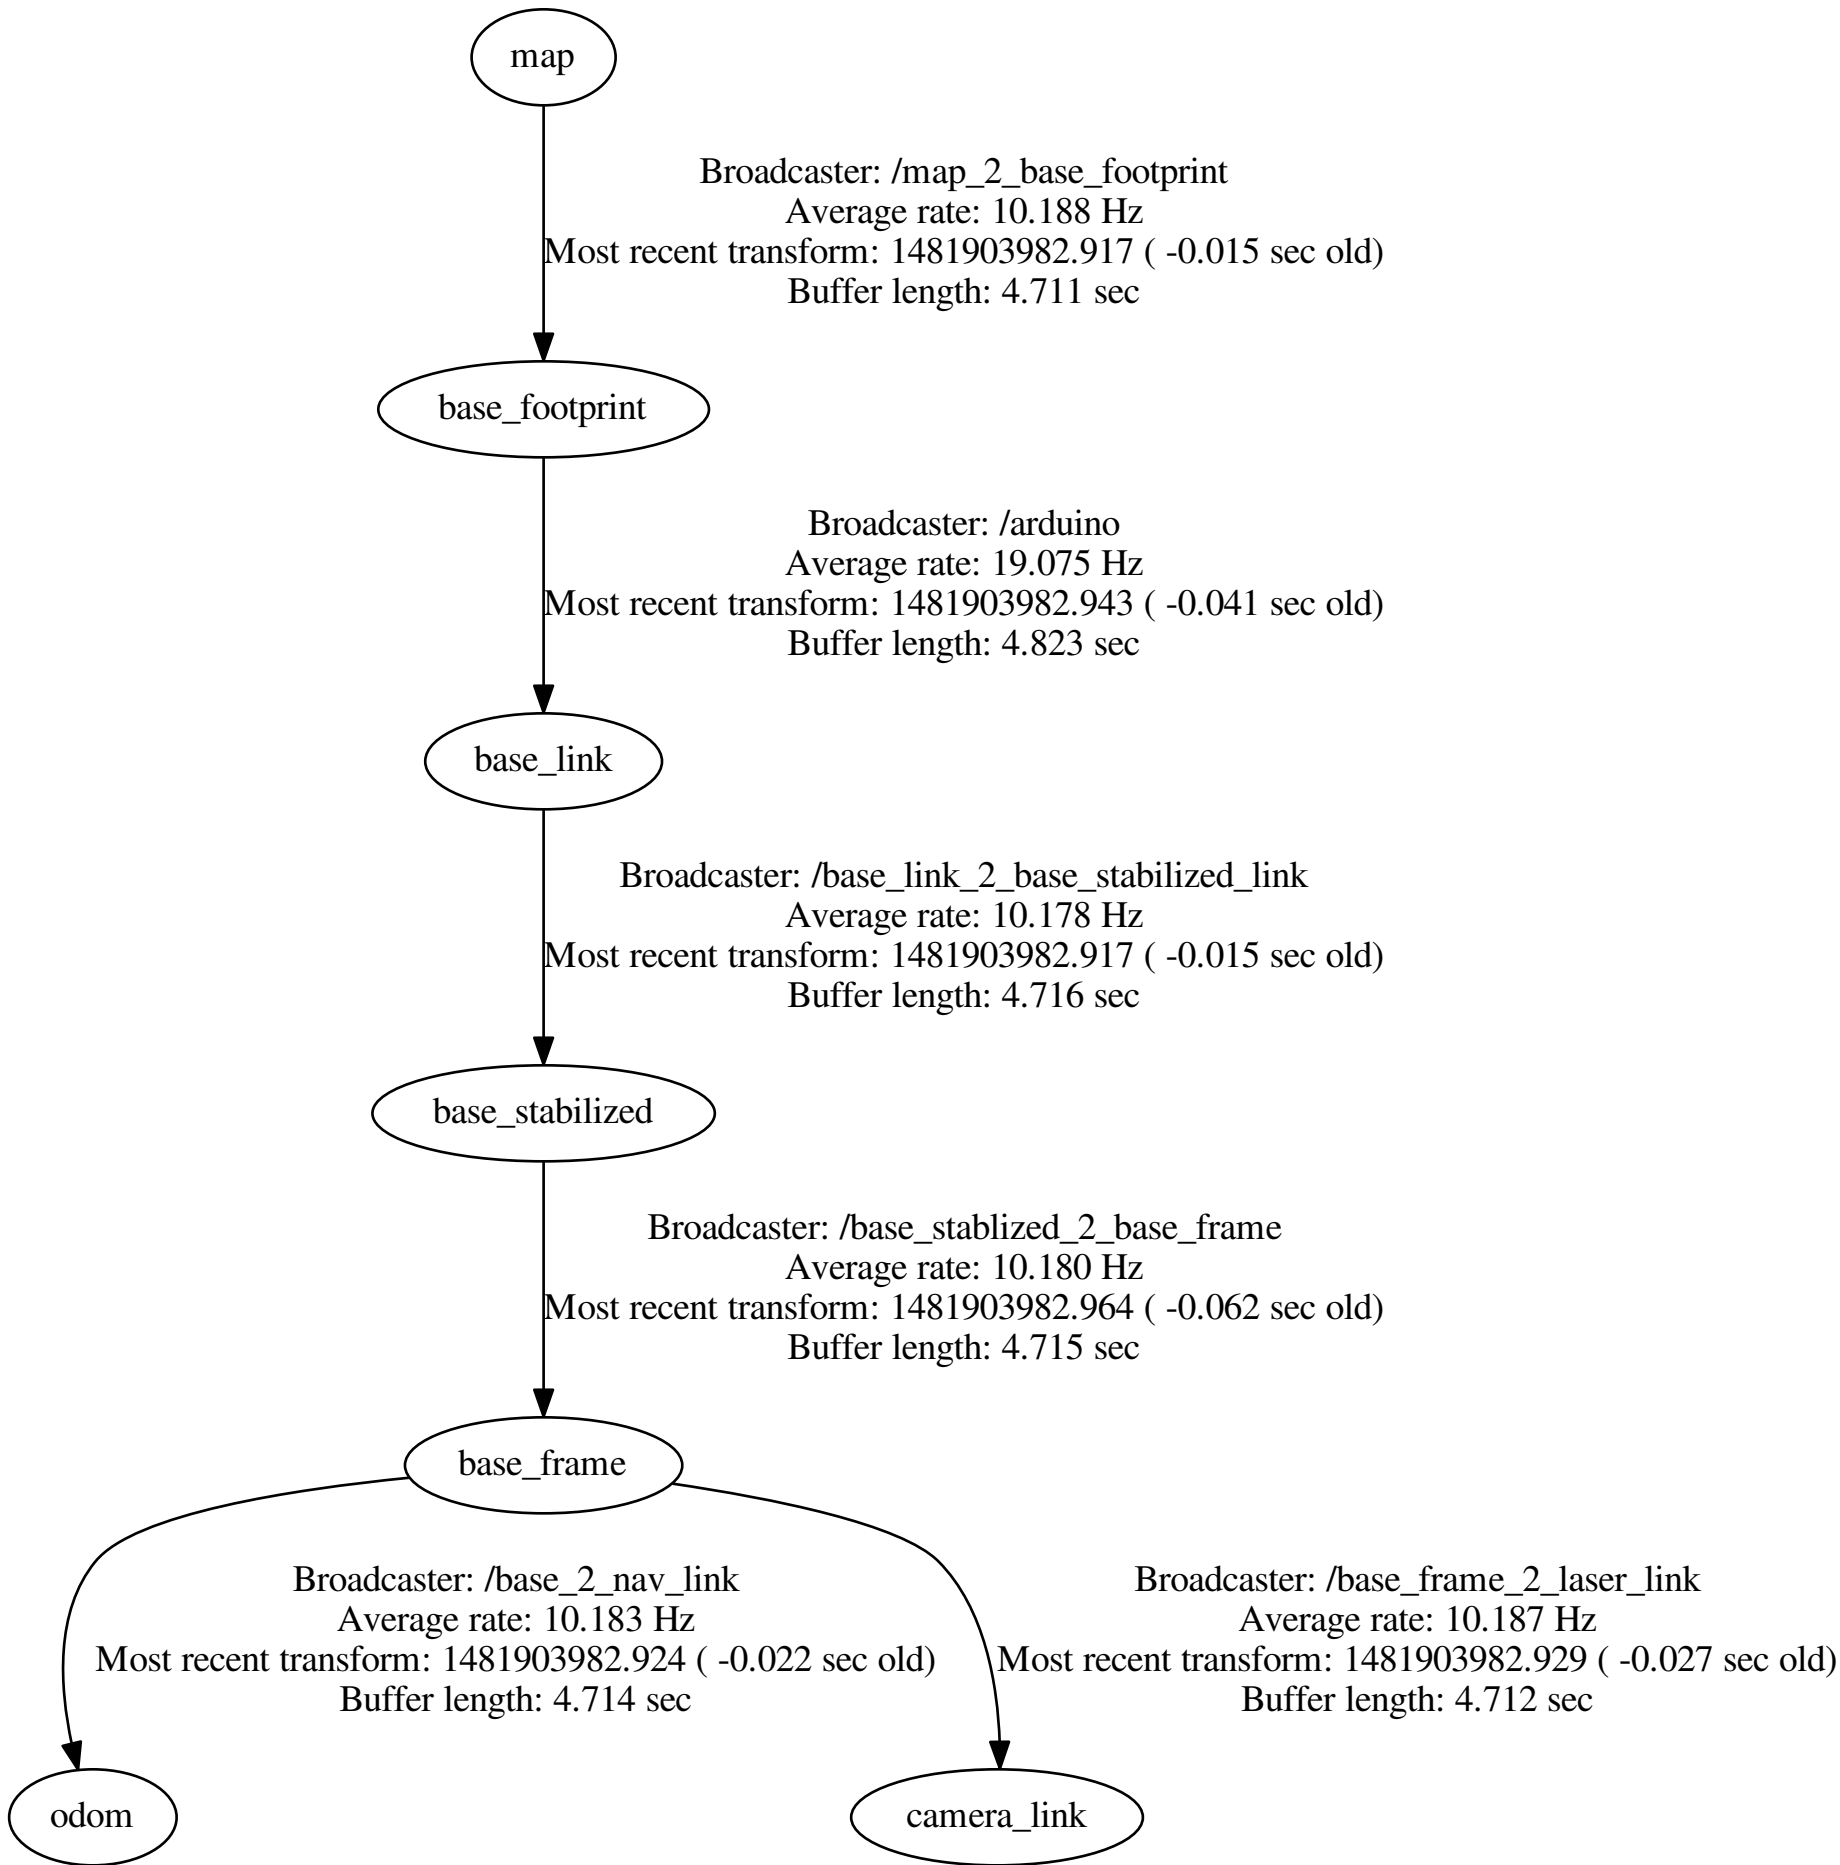 map
Broadcaster: /map_2_base_footprint
Average rate: 10.188 Hz
Most recent transform: 1481903982.917 ( -0.015 sec old)
Buffer length: 4.711 sec
base_footprint
Broadcaster: /arduino
Average rate: 19.075 Hz
Most recent transform: 1481903982.943 ( -0.041 sec old)
Buffer length: 4.823 sec
base_link
Broadcaster: /base_link_2_base_stabilized_link
Average rate: 10.178 Hz
Most recent transform: 1481903982.917 ( -0.015 sec old)
Buffer length: 4.716 sec
base_stabilized
Broadcaster: /base_stablized_2_base_frame
Average rate: 10.180 Hz
Most recent transform: 1481903982.964 ( -0.062 sec old)
Buffer length: 4.715 sec
base_frame
Broadcaster: /base_2_nav_link
Average rate: 10.183 Hz
Most recent transform: 1481903982.924 ( -0.022 sec old)
Buffer length: 4.714 sec
Broadcaster: /base_frame_2_laser_link
Average rate: 10.187 Hz
Most recent transform: 1481903982.929 ( -0.027 sec old)
Buffer length: 4.712 sec
odom
camera_link